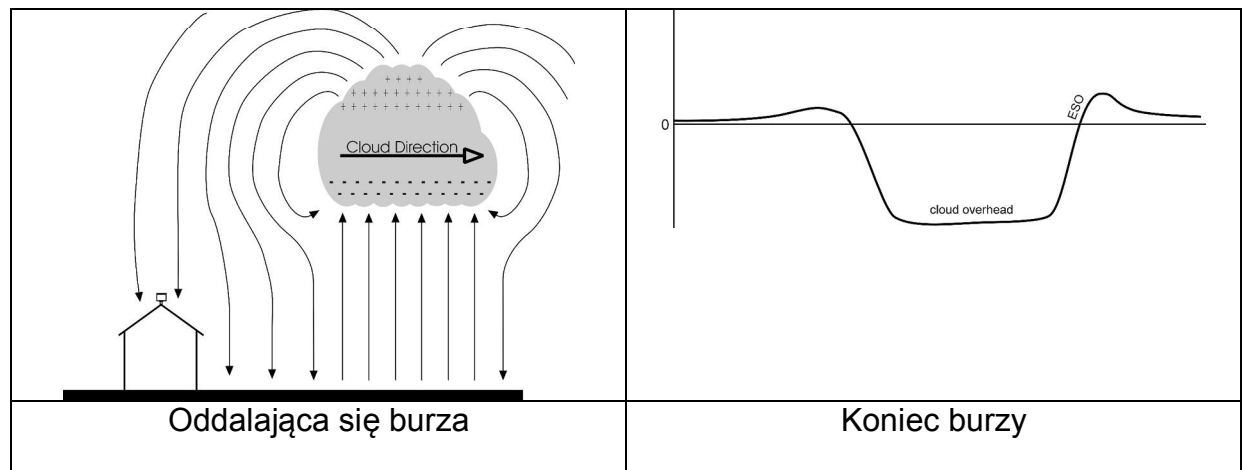 + + + +
+ + + + + + + + +
+ + + + + + + + +
Cloud Direction
- - - - - - - - - - - - -
- - - - - - - - - - -
0
ESO
cloud overhead
Oddalająca się burza
Koniec burzy